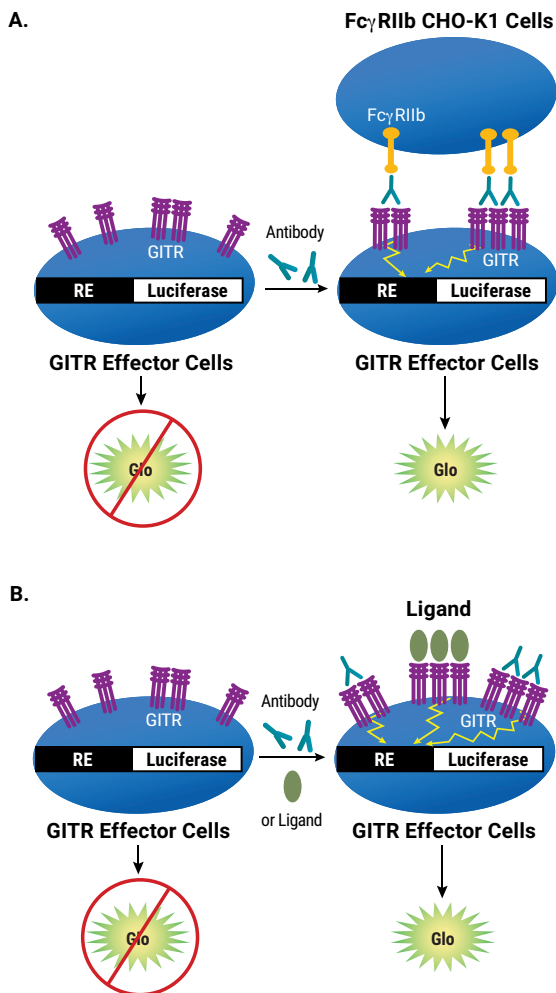 A.
FcγRIIb CHO-K1 Cells
FcγRIIb
GITR
Antibody
GITR
RE
Luciferase
RE
Luciferase
GITR Effector Cells
GITR Effector Cells
Glo
Glo
B.
Ligand
GITR
Antibody
GITR
RE
Luciferase
RE
Luciferase
or Ligand
GITR Effector Cells
GITR Effector Cells
Glo
Glo